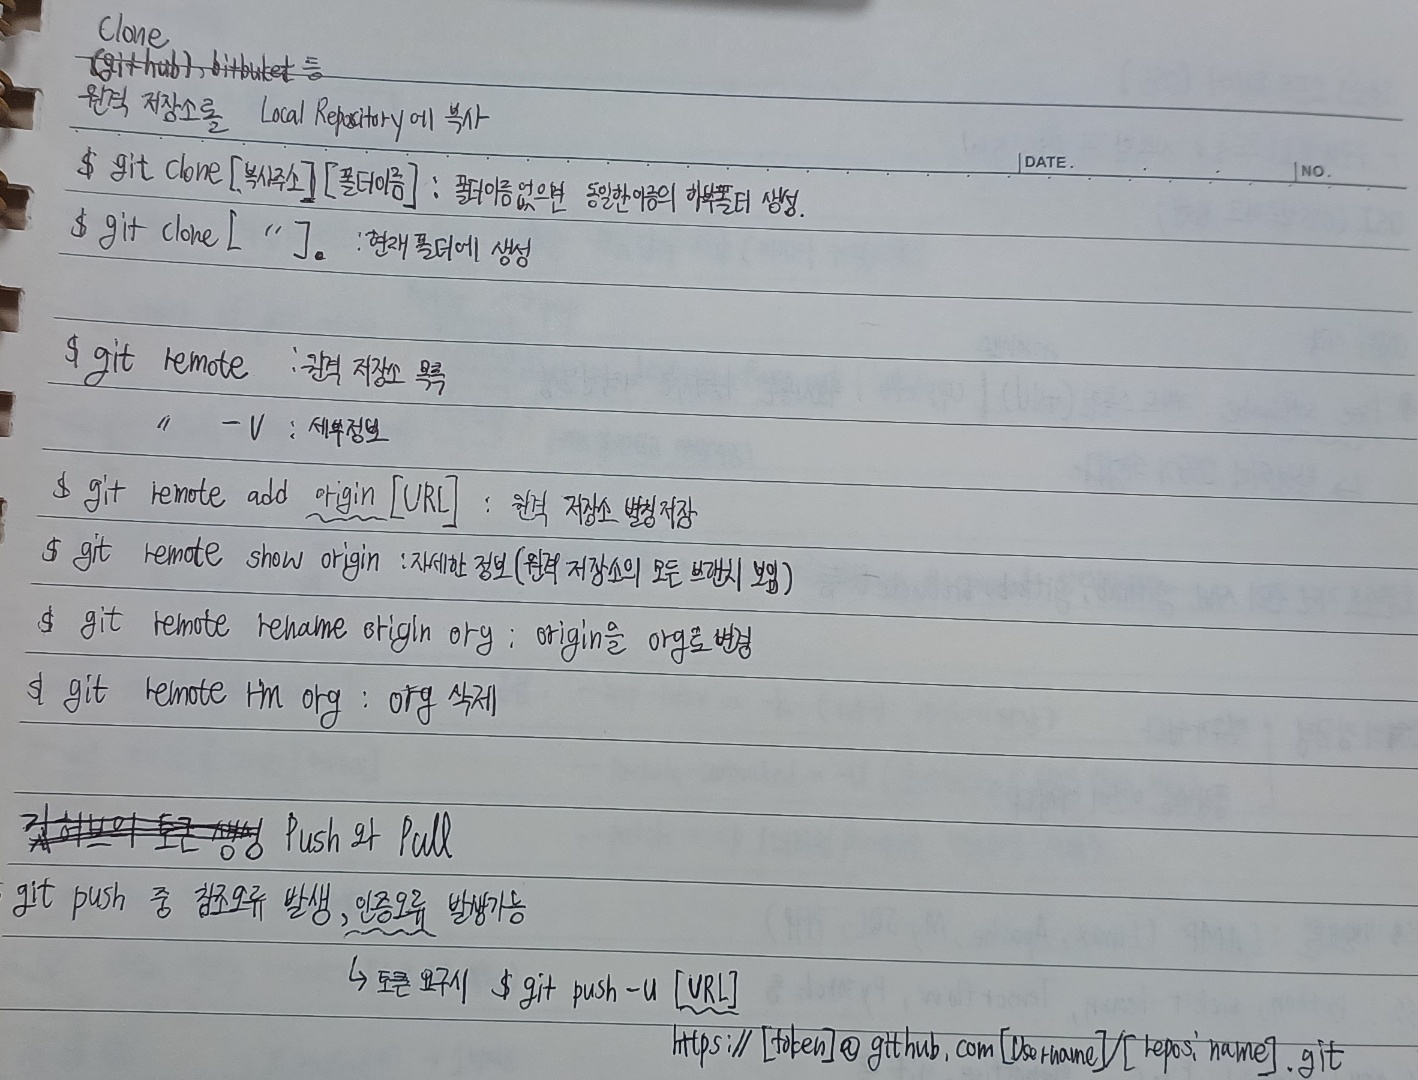 Clone
(github), bitbuket 등
원격 저장소를 Local Repository에 복사
DATE. NO.
$ git clone [복사주소] [폴더이름] : 폴더이름없으면 동일한이름의 하부폴더 생성.
$ git clone [ 〃 ]. : 현재폴더에 생성
$ git remote : 원격 저장소 목록
〃 -v : 세부정보
$ git remote add origin [URL] : 원격 저장소 별칭저장
$ git remote show origin : 자세한 정보 (원격 저장소의 모든 브랜치 보임)
$ git remote rename origin org : origin을 org로 변경
$ git remote rm org : org 삭제
깃허브의 토큰 생성 Push 와 Pull
git push 중 참조오류 발생, 인증오류 발생가능
↳ 토큰 요구시 $ git push -u [URL]
https://[token]@github.com[Username]/[reposi name].git